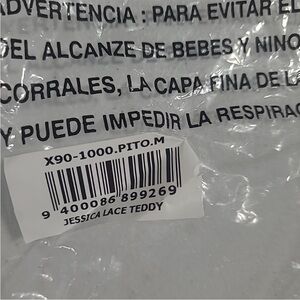 ADVERTENCIA : PARA EVITAR EL
DEL ALCANZE DE BEBES Y NINO
CORRALES, LA CAPA FINA DE L
Y PUEDE IMPEDIR LA RESPIRAC
X90-1000.PITO.M
9 400086 899269
JESSICA LACE TEDDY